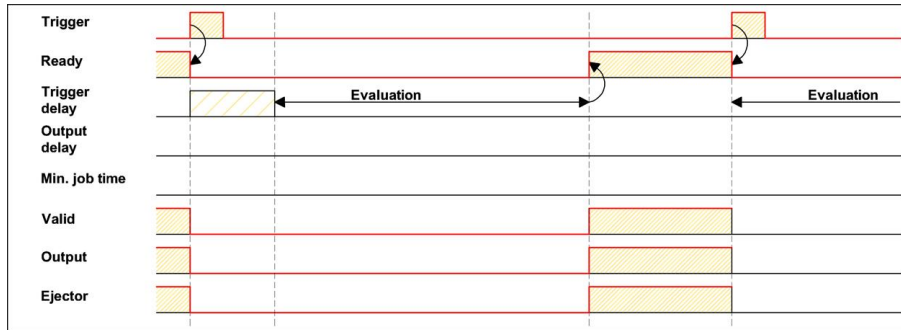 Trigger
Ready
Trigger
delay
Evaluation
Evaluation
Output
delay
Min. job time
Valid
Output
Ejector